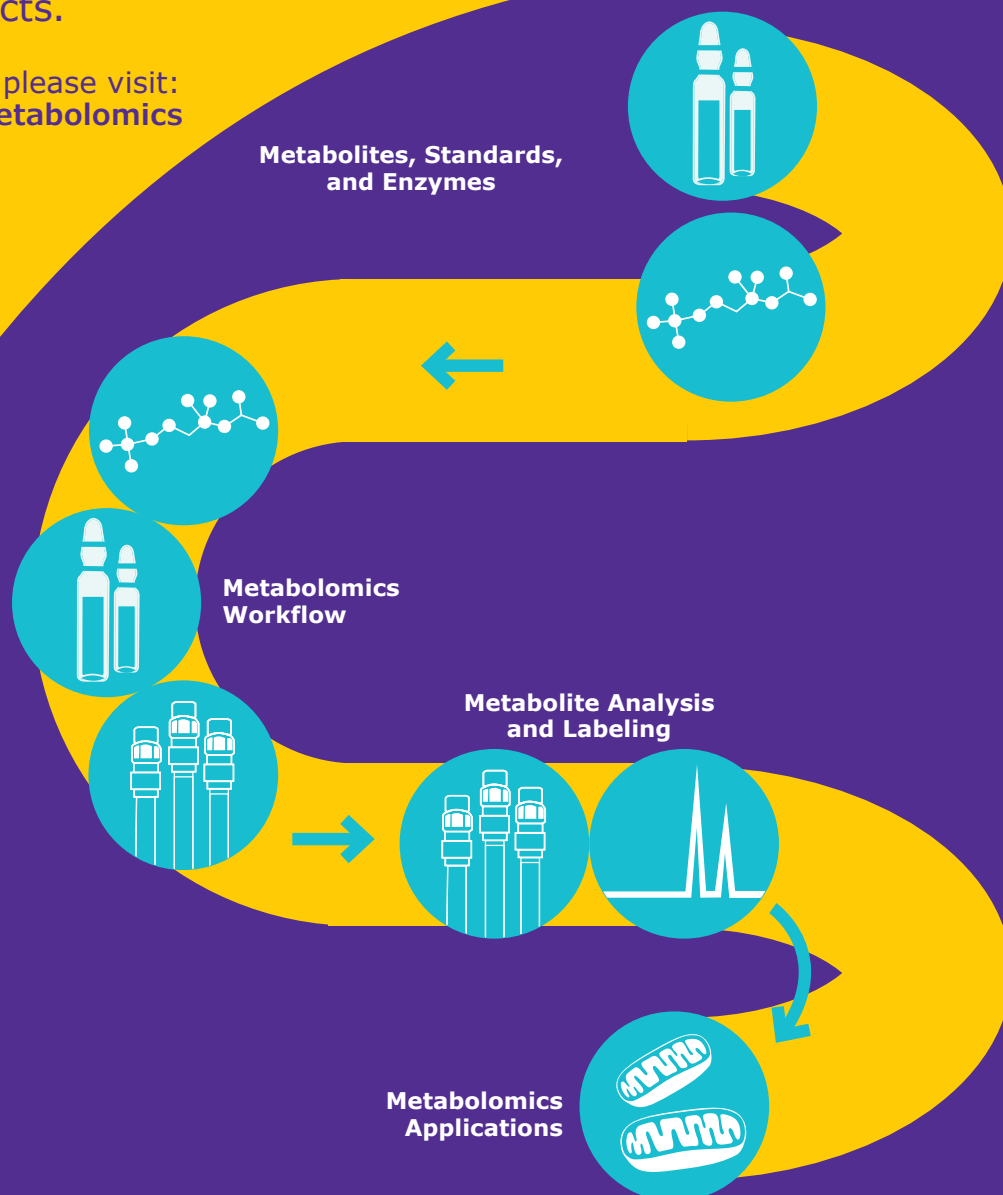 cts.
please visit:
etabolomics
Metabolites, Standards,
and Enzymes
Metabolomics
Workflow
Metabolite Analysis
and Labeling
Metabolomics
Applications